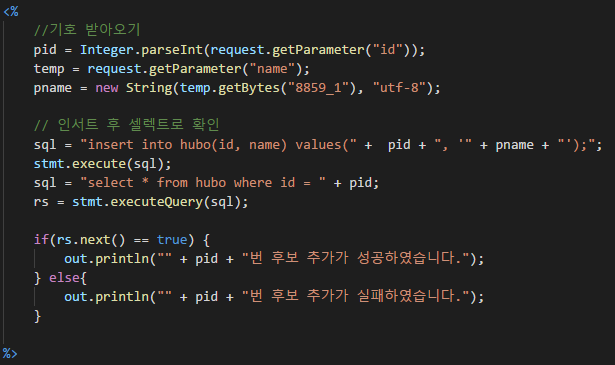 <%
//기호 받아오기
pid = Integer.parseInt(request.getParameter("id"));
temp = request.getParameter("name");
pname = new String(temp.getBytes("8859_1"), "utf-8");
// 인서트 후 셀렉트로 확인
sql = "insert into hubo(id, name) values(" +  pid + ", '" + pname + "');";
stmt.execute(sql);
sql = "select * from hubo where id = " + pid;
rs = stmt.executeQuery(sql);
if(rs.next() == true) {
out.println("" + pid + "번 후보 추가가 성공하였습니다.");
} else{
out.println("" + pid + "번 후보 추가가 실패하였습니다.");
}
%>